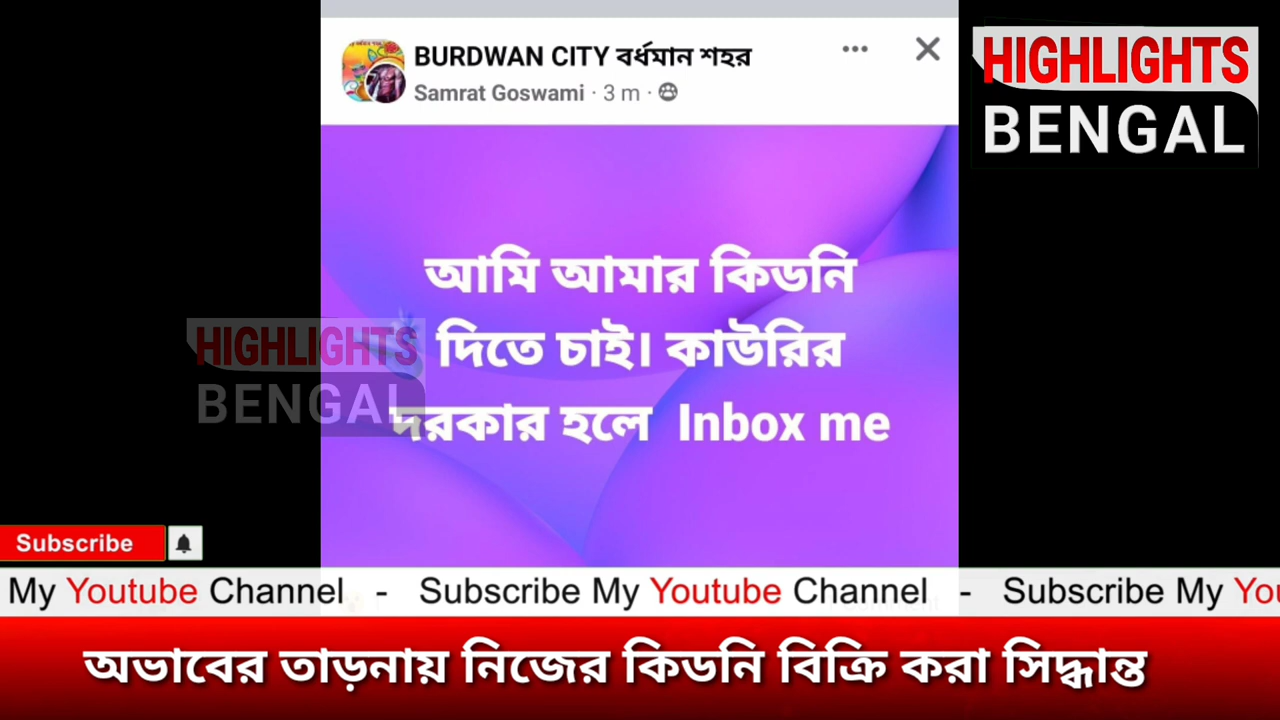 BURDWAN CITY বর্ধমান শহর
Samrat Goswami · 3 m ·
HIGHLIGHTS
BENGAL
আমি আমার কিডনি
দিতে চাই। কাউরির
দরকার হলে Inbox me
HIGHLIGHTS
BENGAL
Subscribe
My Youtube Channel - Subscribe My Youtube Channel - Subscribe My You
অভাবের তাড়নায় নিজের কিডনি বিক্রি করা সিদ্ধান্ত